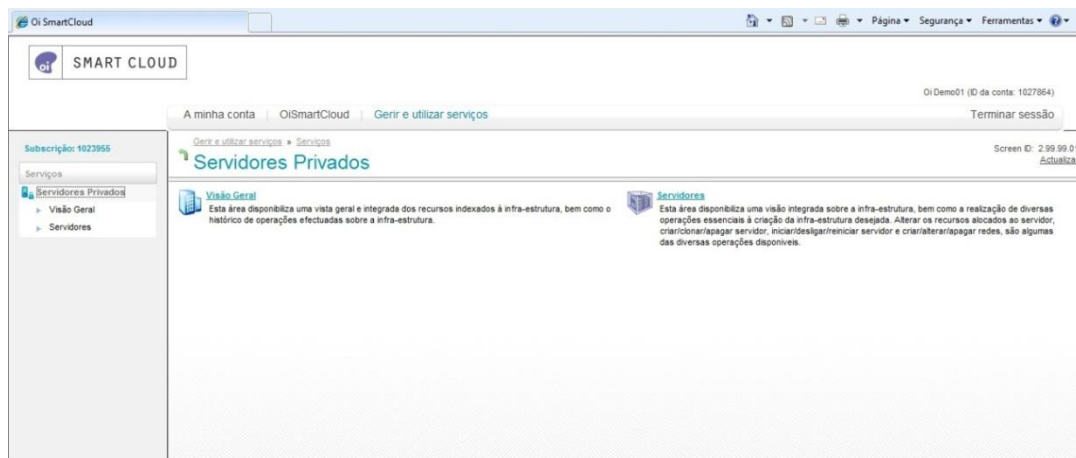 Oi SmartCloud
Página
Segurança
Ferramentas
oi
SMART CLOUD
Oi Demo01 (ID da conta: 1027864)
A minha conta
OiSmartCloud
Gerir e utilizar serviços
Terminar sessão
Subscrição: 1023955
Serviços
Servidores Privados
Visão Geral
Servidores
Gerir e utilizar serviços » Serviços
Servidores Privados
Screen ID: 2.99.99.0
Actualiza
Visão Geral
Esta área disponibiliza uma vista geral e integrada dos recursos indexados à infra-estrutura, bem como o
histórico de operações efectuadas sobre a infra-estrutura.
Servidores
Esta área disponibiliza uma visão integrada sobre a infra-estrutura, bem como a realização de diversas
operações essenciais à criação da infra-estrutura desejada. Alterar os recursos alocados ao servidor,
criar/clonar/apagar servidor, iniciar/desligar/reiniciar servidor e criar/alterar/apagar redes, são algumas
das diversas operações disponíveis.